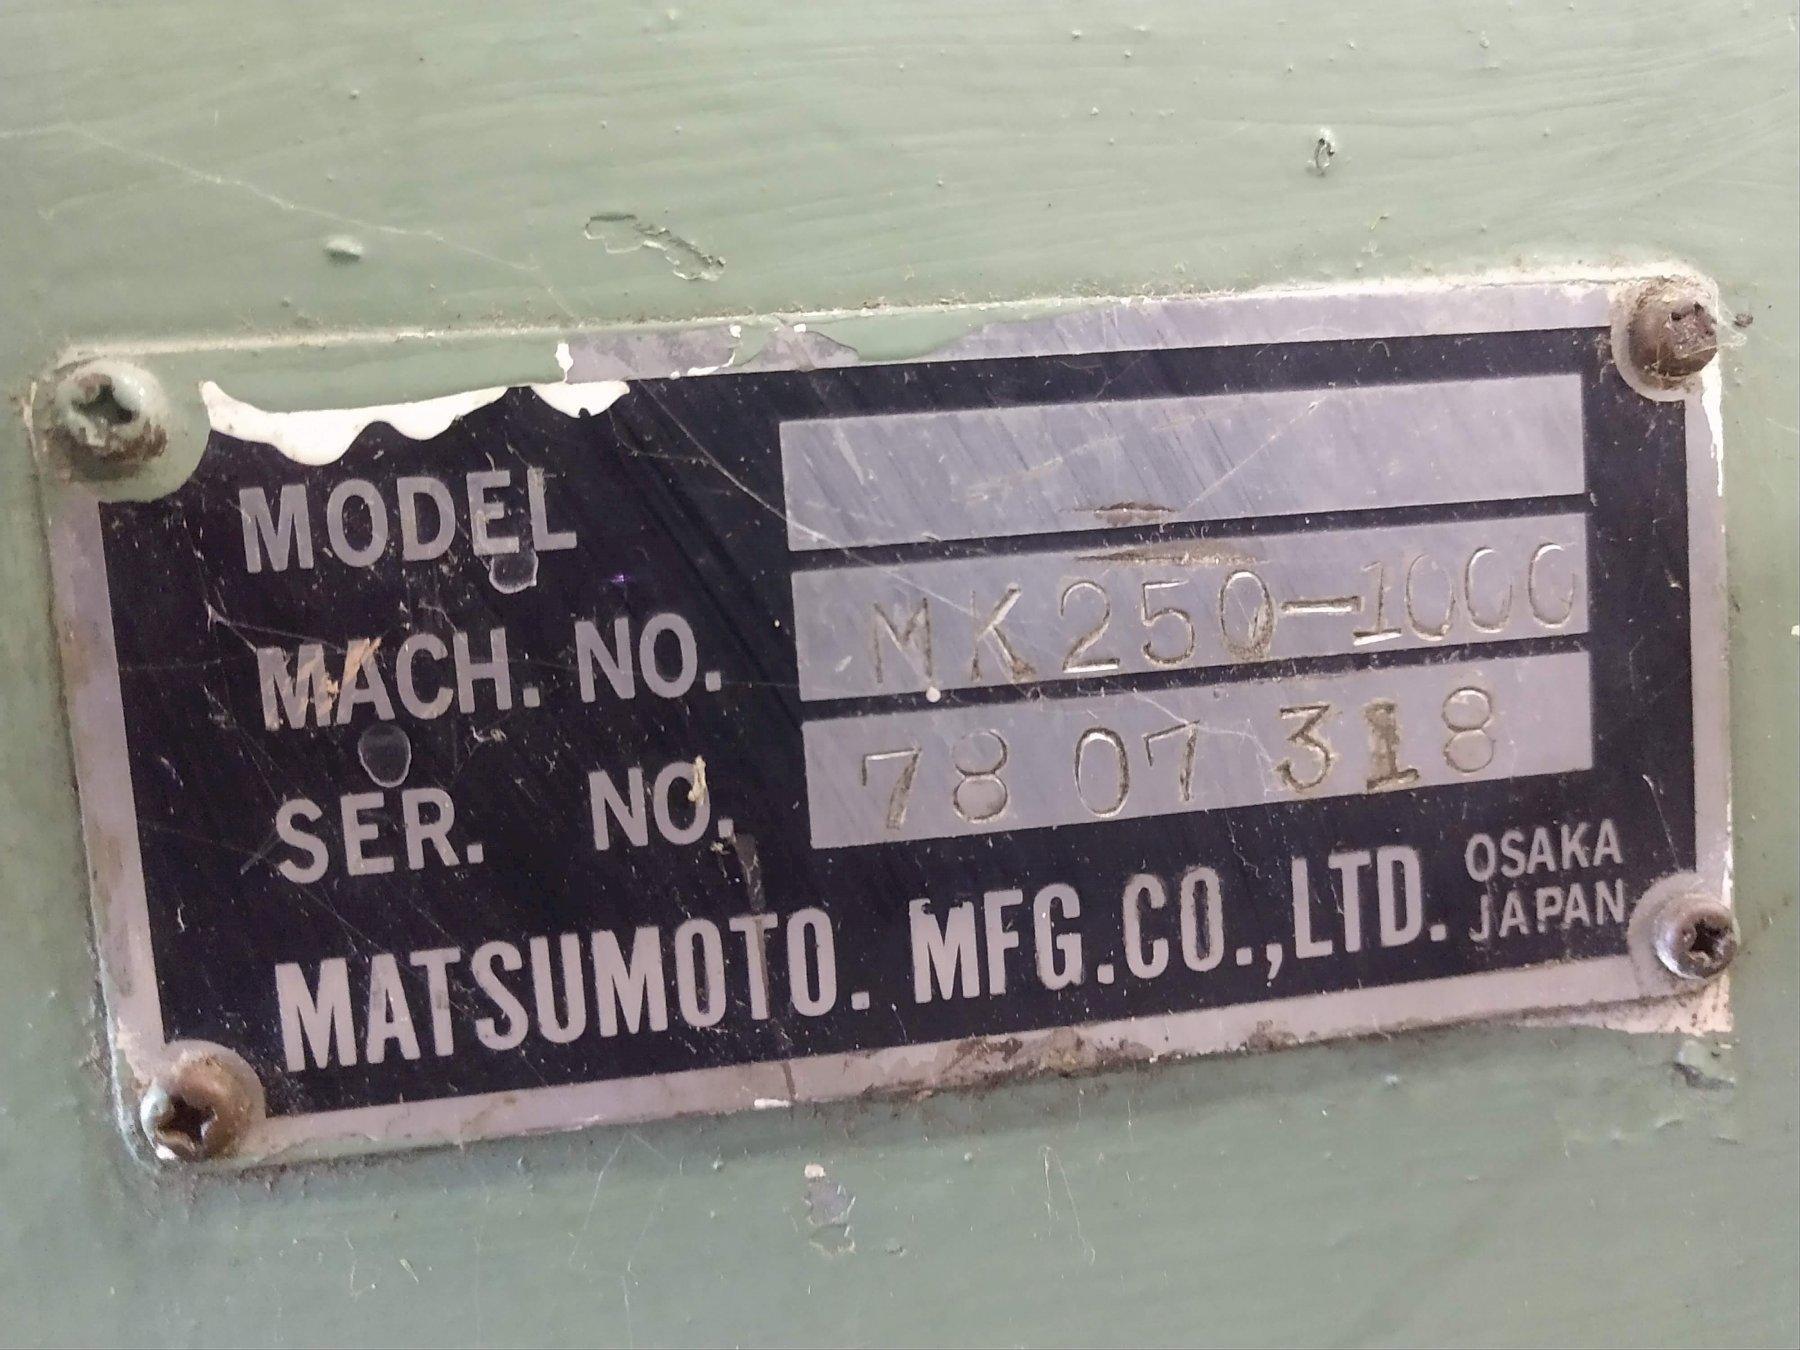 MODEL
MACH. NO. MK250-1000
SER. NO. 78 07 318
MATSUMOTO. MFG.CO.,LTD. OSAKA JAPAN